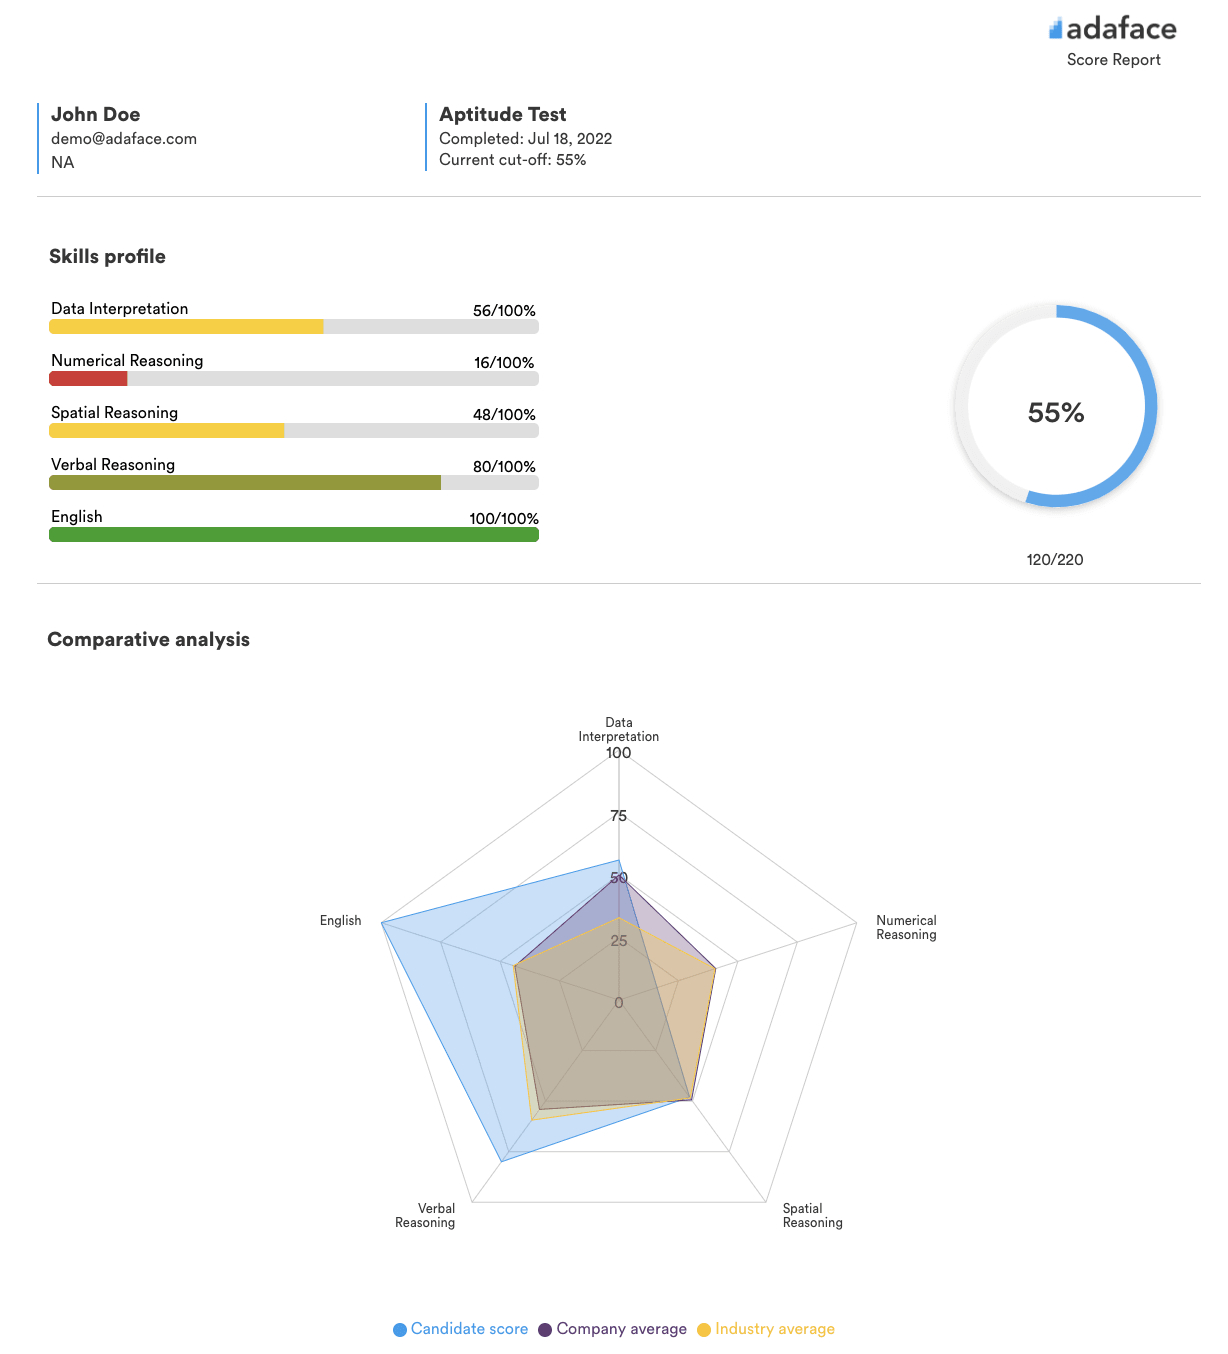 adaface
Score Report
John Doe
demo@adaface.com
NA
Aptitude Test
Completed: Jul 18, 2022
Current cut-off: 55%
Skills profile
Data Interpretation 56/100%
Numerical Reasoning 16/100%
Spatial Reasoning 48/100%
Verbal Reasoning 80/100%
English 100/100%
55%
120/220
Comparative analysis
Data
Interpretation
100
75
50
25
0
English
Numerical
Reasoning
Verbal
Reasoning
Spatial
Reasoning
Candidate score Company average Industry average